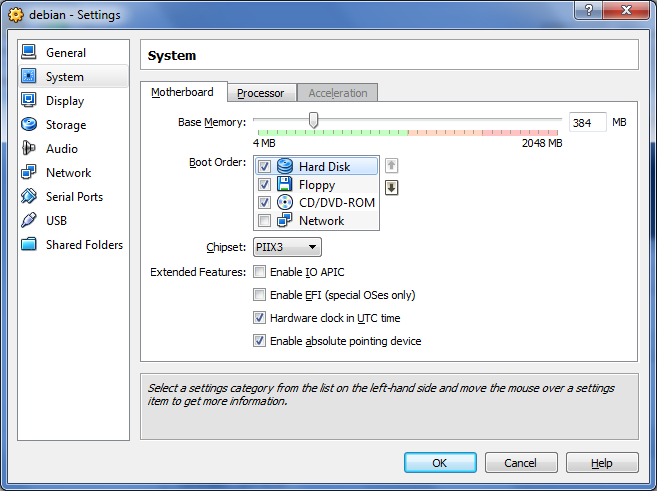 debian - Settings
General
System
Display
Storage
Audio
Network
Serial Ports
USB
Shared Folders
System
Motherboard Processor Acceleration
Base Memory: 384 MB
4 MB 2048 MB
Boot Order: Hard Disk
Floppy
CD/DVD-ROM
Network
Chipset: PIIX3
Extended Features: Enable IO APIC
Enable EFI (special OSes only)
Hardware clock in UTC time
Enable absolute pointing device
Select a settings category from the list on the left-hand side and move the mouse over a settings
item to get more information.
OK Cancel Help